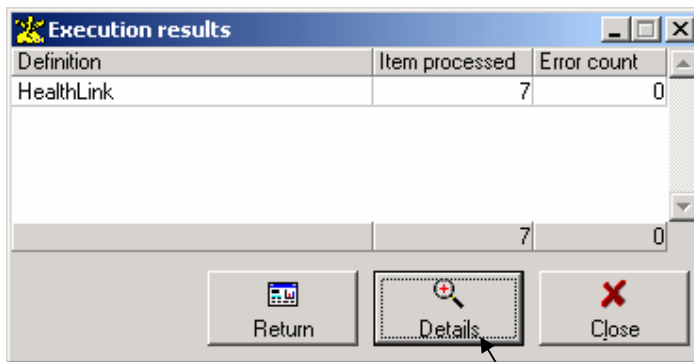 Execution results
Definition Item processed Error count
HealthLink 7 0
7 0
Return Details Close